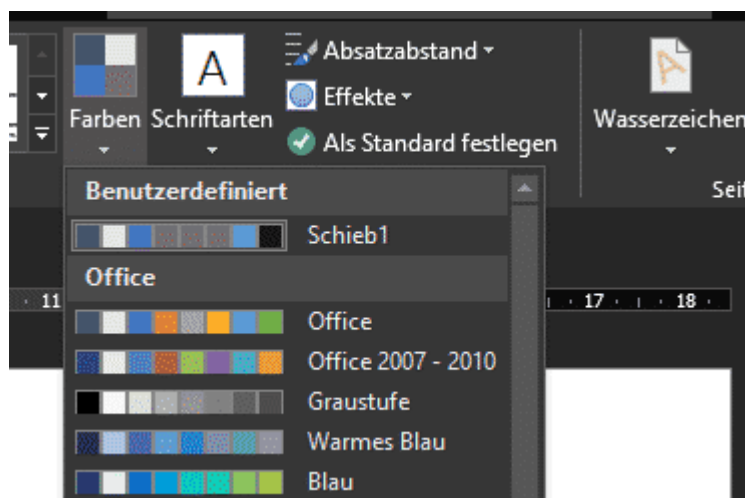 A
Absatzabstand
Effekte
Farben Schriftarten
Als Standard festlegen
Wasserzeichen
Benutzerdefiniert
Schieb1
Office
11
17
18
Office
Office 2007 - 2010
Graustufe
Warmes Blau
Blau